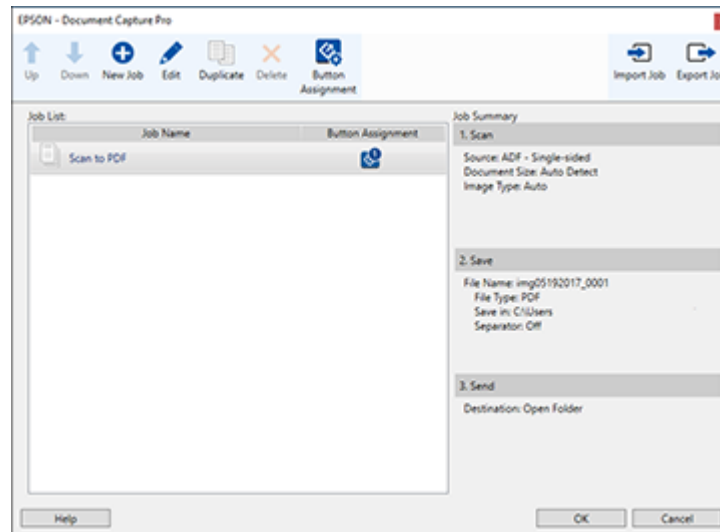 EPSON - Document Capture Pro
Up Down New Job Edit Duplicate Delete Button Assignment Import Job Export Jo
Job List:
Job Name Button Assignment
Scan to PDF 1
Job Summary
1. Scan
Source: ADF - Single-sided
Document Size: Auto Detect
Image Type: Auto
2. Save
File Name: img05192017_0001
File Type: PDF
Save in: C:\Users
Separator: Off
3. Send
Destination: Open Folder
Help OK Cancel